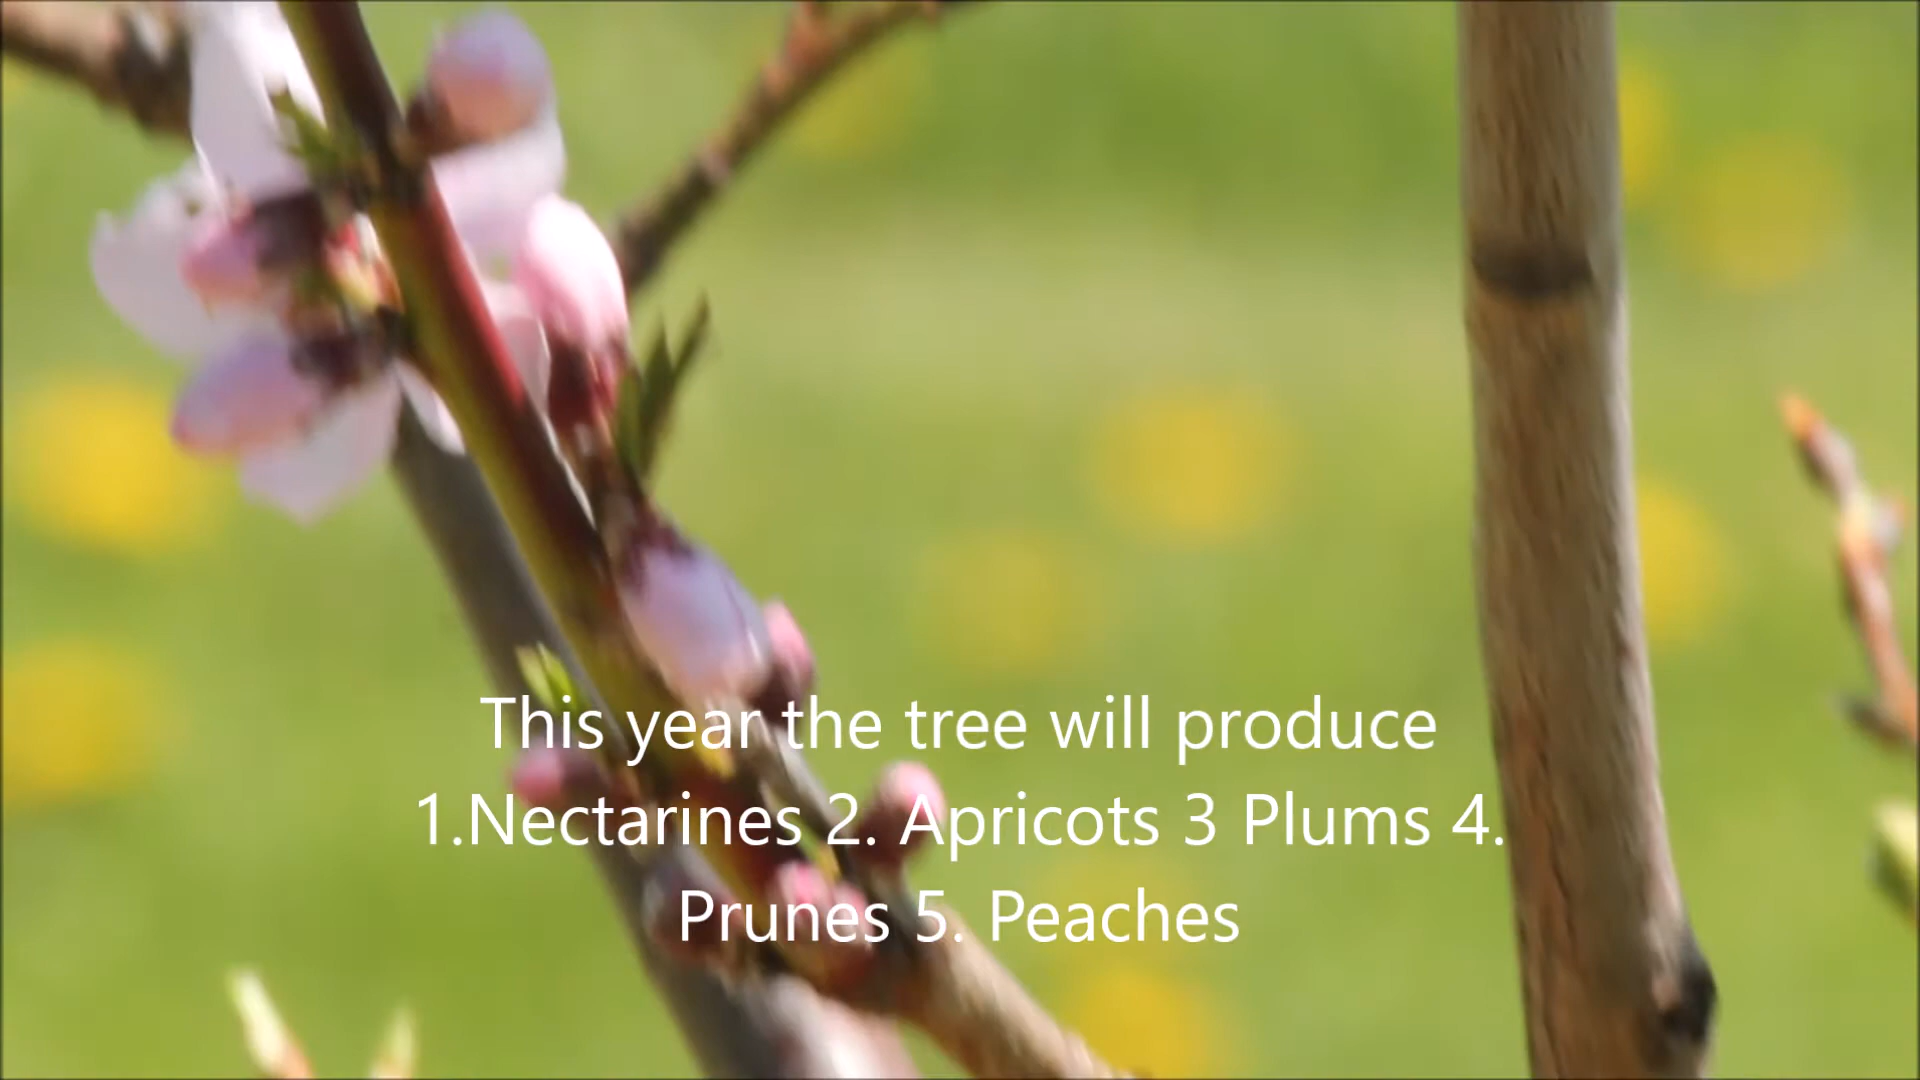 This year the tree will produce
1.Nectarines 2. Apricots 3 Plums 4.
Prunes 5. Peaches